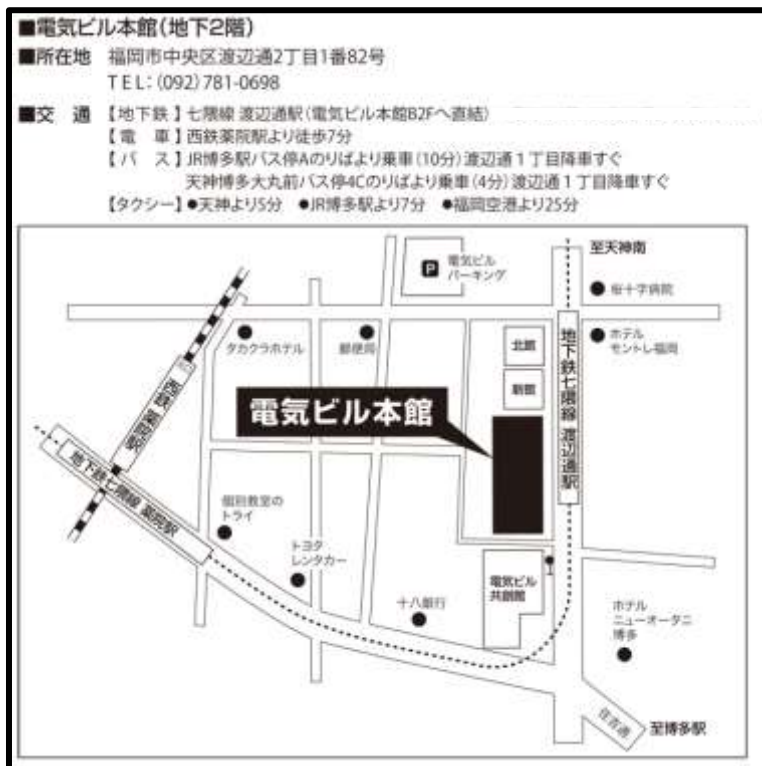 ■電気ビル本館(地下2階)
■所在地 福岡市中央区渡辺通2丁目1番82号
TEL:(092)781-0698
■交 通 【地下鉄】七隈線 渡辺通駅(電気ビル本館B2Fへ直結)
【電 車】西鉄薬院駅より徒歩7分
【バ ス】JR博多駅バス停Aのりばより乗車(10分)渡辺通1丁目降車すぐ
天神博多大丸前バス停4Cのりばより乗車(4分)渡辺通1丁目降車すぐ
【タクシー】●天神より5分 ●JR博多駅より7分 ●福岡空港より25分
至天神南
P
電気ビル
パーキング
桜十字病院
タカクラホテル
郵便局
北館
ホテル
モントレ福岡
新館
地下鉄七隈線 渡辺通駅
西鉄 薬院駅
電気ビル本館
地下鉄七隈線 薬院駅
個別教室の
トライ
トヨタ
レンタカー
十八銀行
電気ビル
共創館
ホテル
ニューオータニ
博多
住吉通
至博多駅